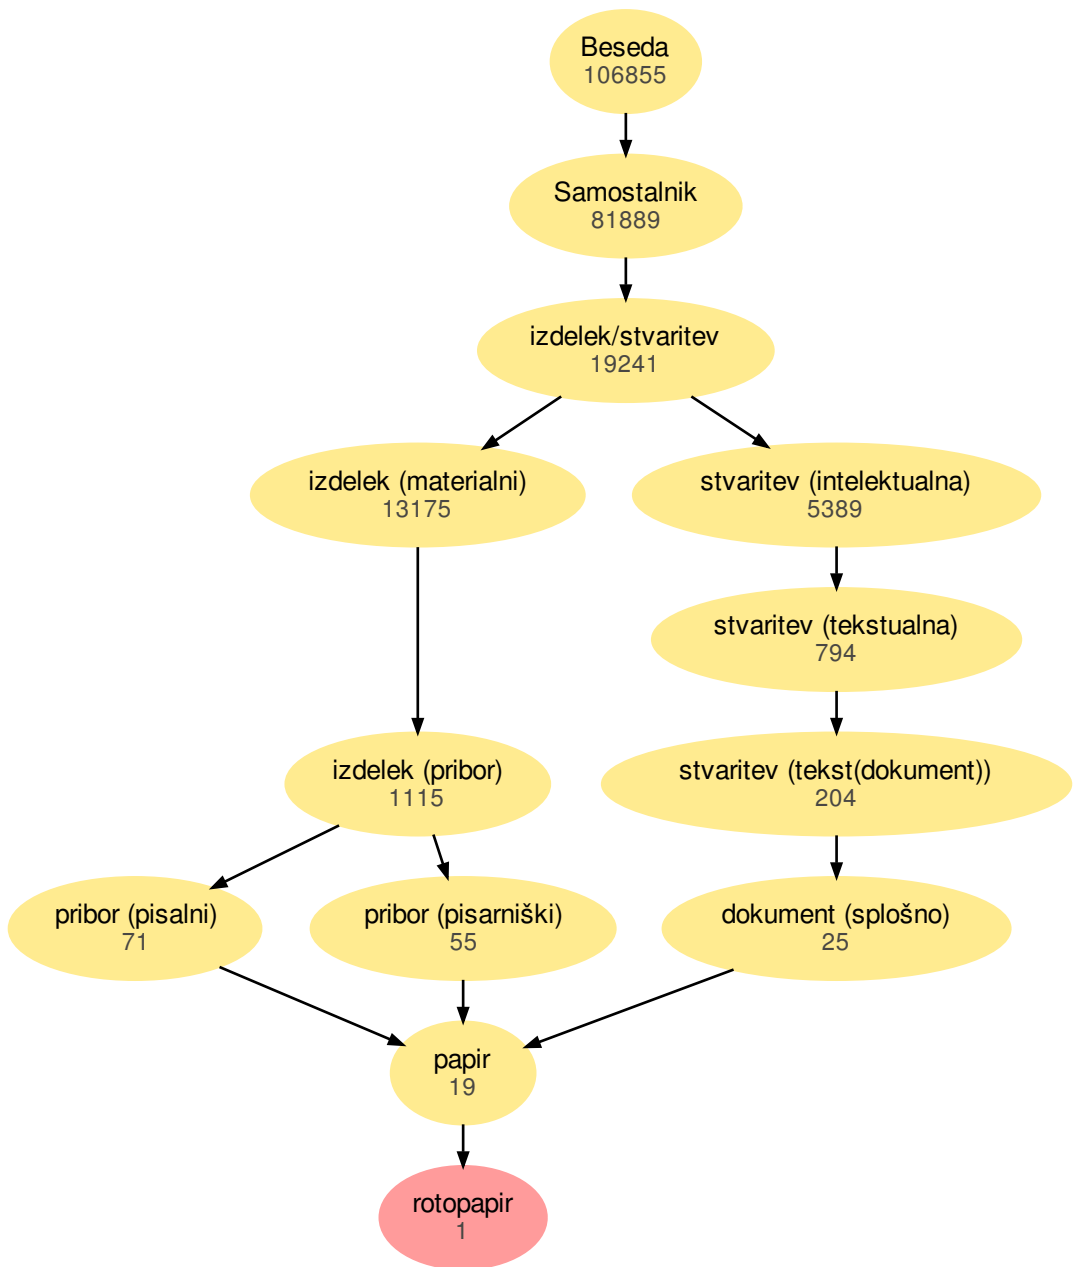 Beseda
106855
Samostalnik
81889
izdelek/stvaritev
19241
izdelek (materialni)
13175
stvaritev (intelektualna)
5389
stvaritev (tekstualna)
794
izdelek (pribor)
1115
stvaritev (tekst(dokument))
204
pribor (pisalni)
71
pribor (pisarniški)
55
dokument (splošno)
25
papir
19
rotopapir
1